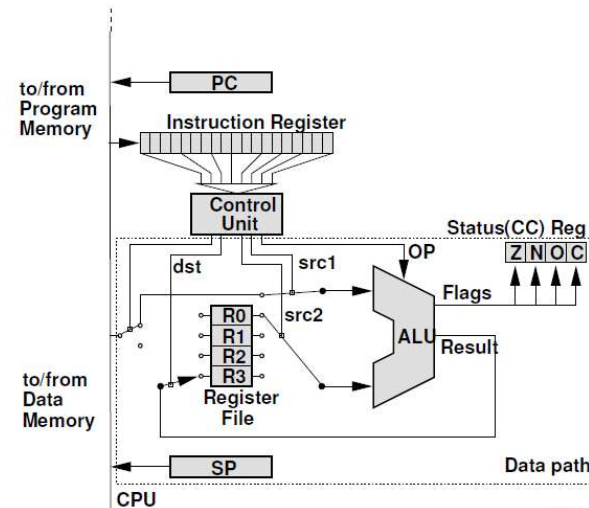 PC
to/from
Program
Memory
Instruction Register
Control
Unit
Status(CC) Reg
Z N O C
dst
src1
OP
Flags
src2
R0
R1
R2
R3
ALU
Result
Register
File
to/from
Data
Memory
SP
Data path
CPU